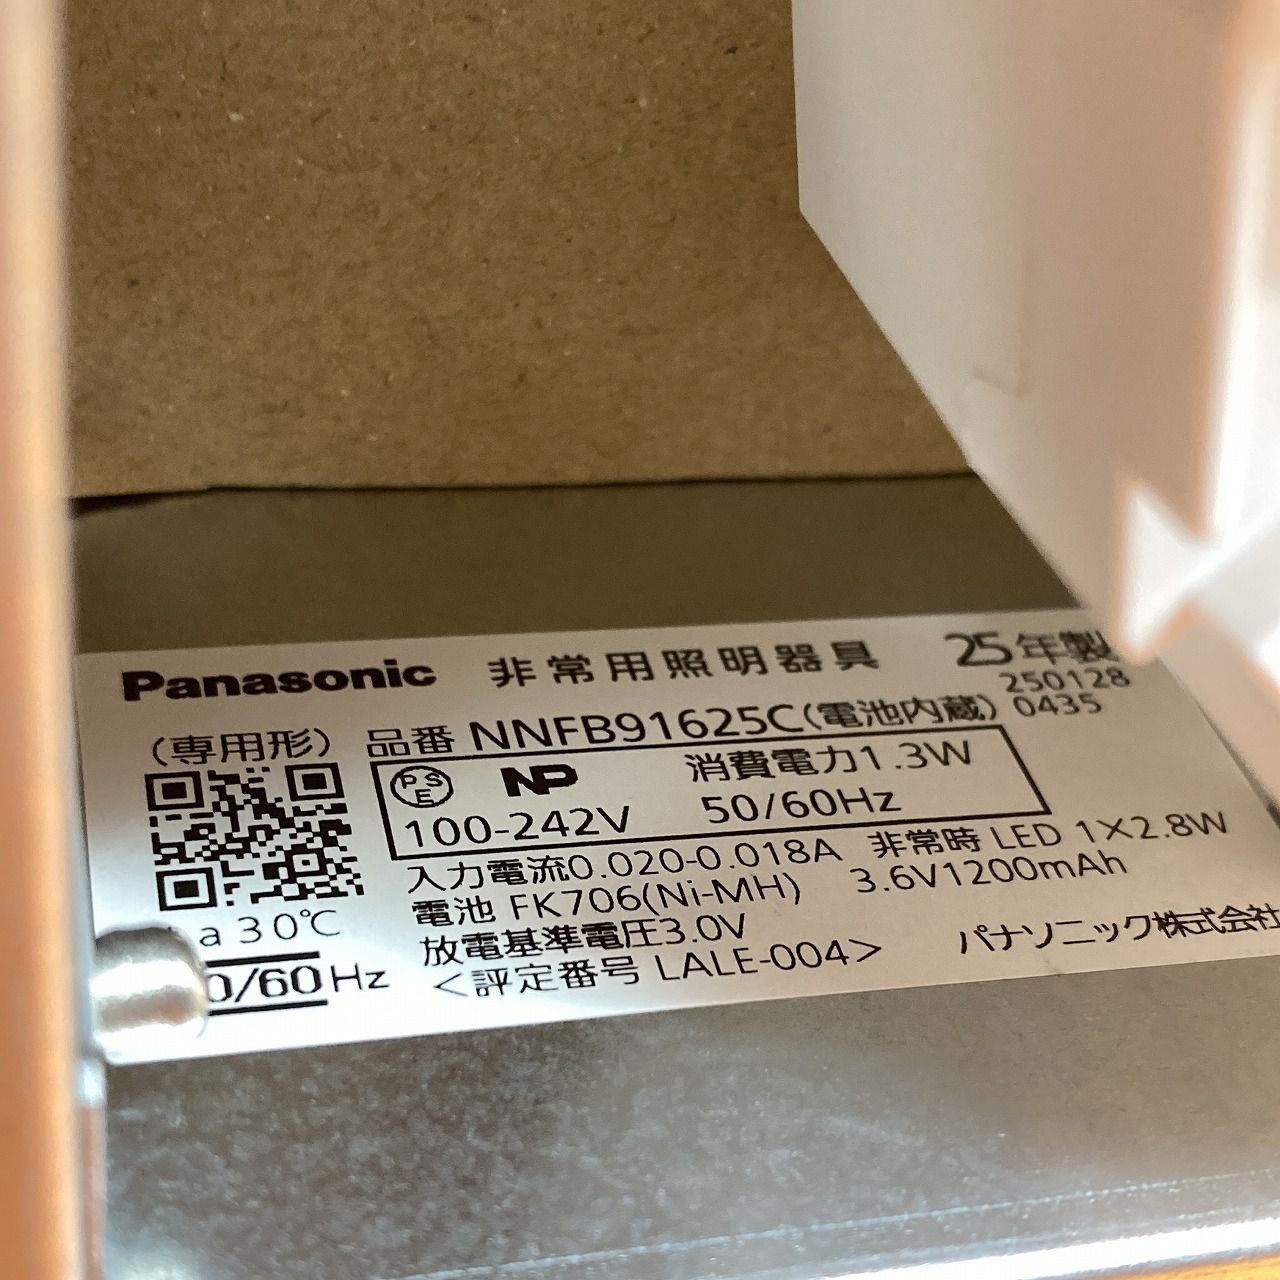 Panasonic 非常用照明器具 25年製
250128
(専用形) 品番 NNFB91625C(電池内蔵) 0435
PSE NP 消費電力1.3W
100-242V 50/60Hz
入力電流0.020-0.018A 非常時 LED 1×2.8W
電池 FK706(Ni-MH) 3.6V1200mAh
放電基準電圧3.0V
<評定番号 LALE-004> パナソニック株式会社
a 30℃
0/60Hz